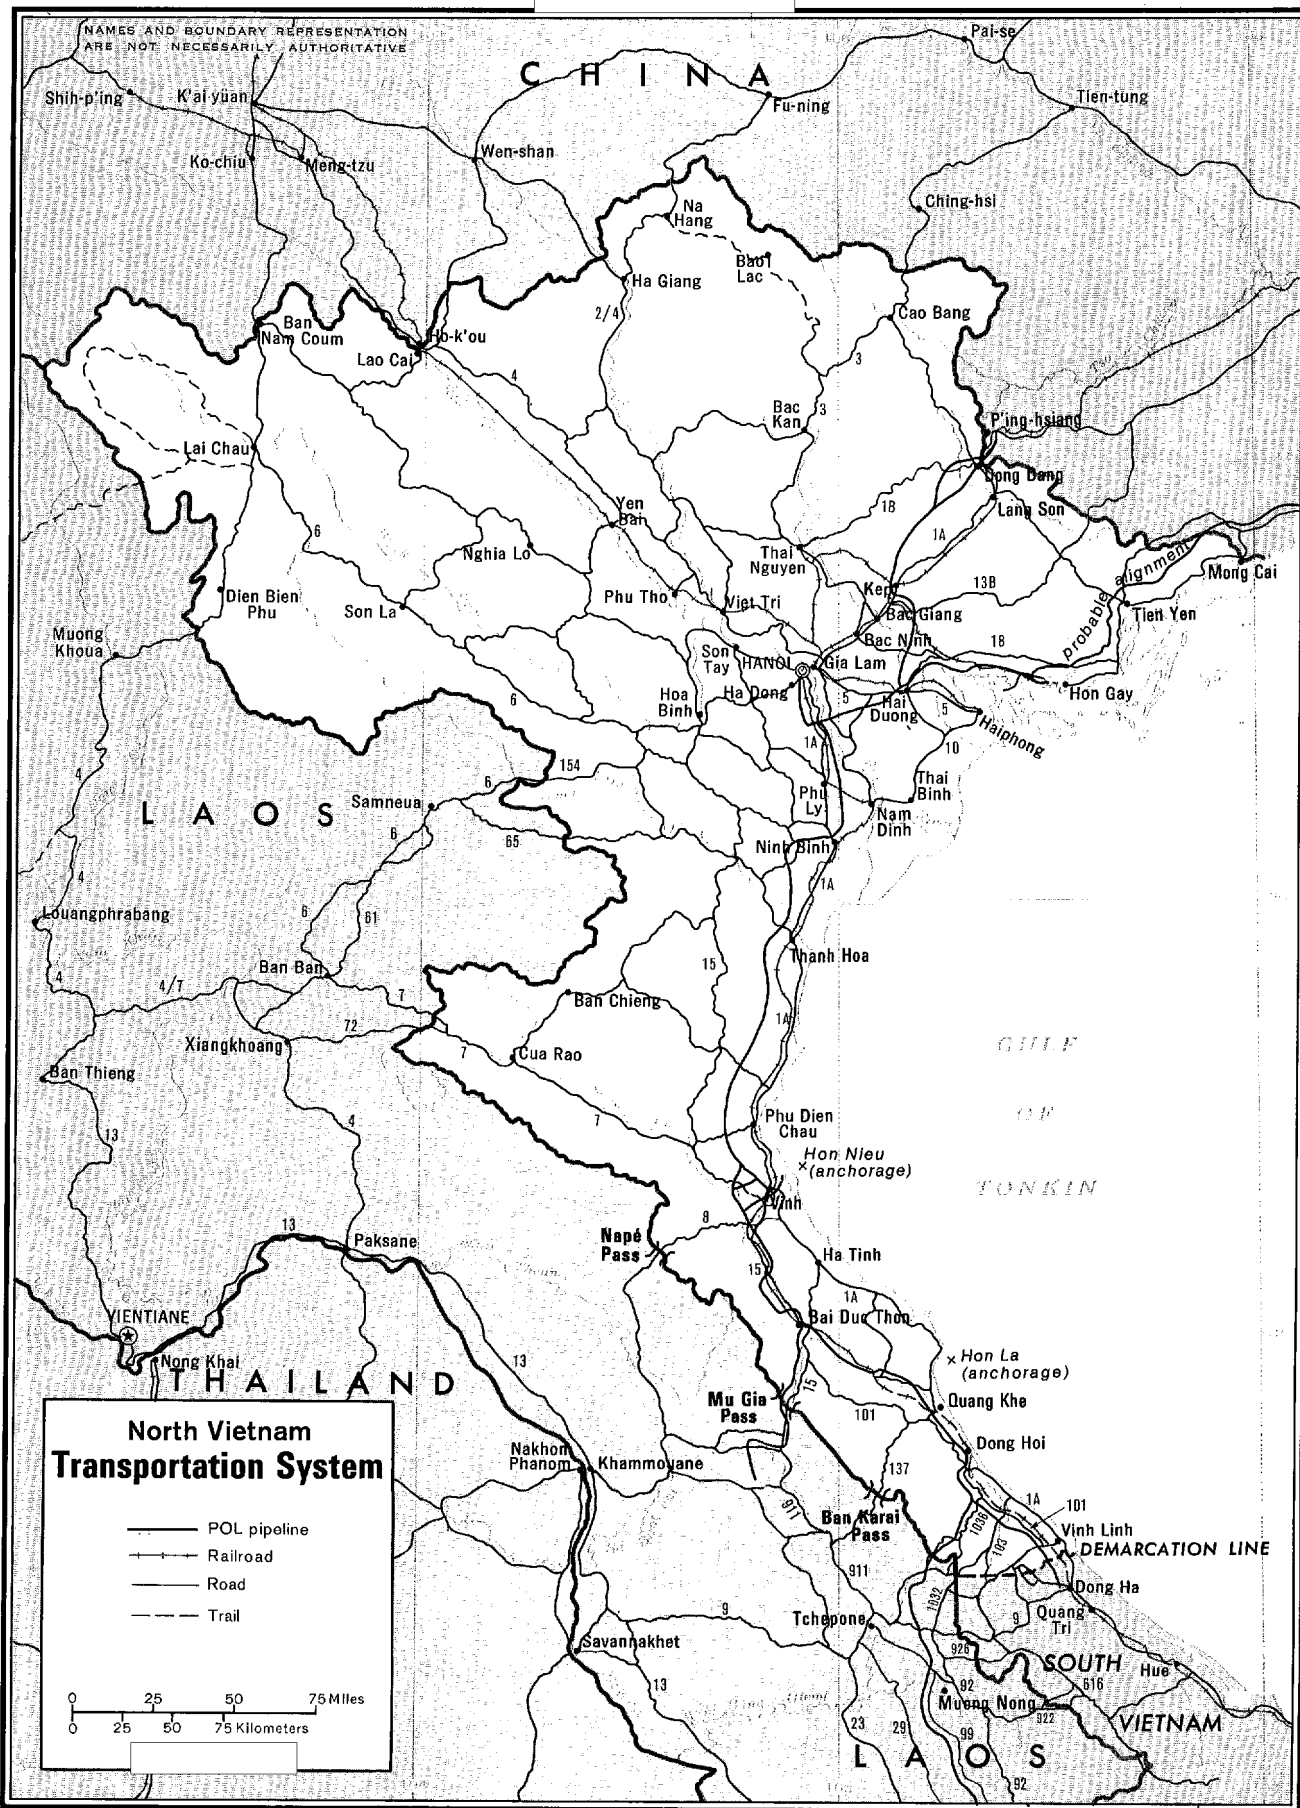 NAMES AND BOUNDARY REPRESENTATION
ARE NOT NECESSARILY AUTHORITATIVE
CHINA
Pai-se
Shih-p'ing
K'ai-yüan
Fu-ning
Tien-tung
Ko-chiu
Meng-tzu
Wen-shan
Ching-hsi
Na
Hang
Bao
Lac
Ha Giang
2/4
Cao Bang
Ban
Nam Coum
Ho-k'ou
Lao Cai
4
3
Bac
Kan
3
P'ing-hsiang
Lai Chau
Dong Dang
Lang Son
1B
1A
Yen
Bai
6
Nghia Lo
Thai
Nguyen
probable alignment
Mong Cai
Kep
13B
Dien Bien
Phu
Son La
Phu Tho
Viet Tri
Bac Giang
Tien Yen
Muong
Khoua
Bac Ninh
18
Son
Tay
HANOI
Gia Lam
Ha Dong
Hon Gay
Hoa
Binh
6
5
Hai
Duong
5
Haiphong
1A
10
4
154
6
Thai
Binh
LAOS
Samneua
Phu
Ly
Nam
Dinh
6
65
Ninh Binh
4
1A
6
61
Louangphrabang
15
Thanh Hoa
Ban Ban
4
4/7
7
Ban Chieng
72
1A
Xiangkhoang
7
Cua Rao
GULF
OF
TONKIN
Ban Thieng
4
13
7
Phu Dien
Chau
Hon Nieu
(anchorage)
Vinh
8
Napé
Pass
13
Paksane
Ha Tinh
15
1A
VIENTIANE
Bai Duc Thon
Nong Khai
13
Hon La
(anchorage)
THAILAND
15
Mu Gia
Pass
101
Quang Khe
Dong Hoi
Nakhon
Phanom
Khammouane
137
911
Ban Karai
Pass
1A
101
1036
103
Vinh Linh
DEMARCATION LINE
911
1032
Dong Ha
9
Tchepone
9
Quang
Tri
Savannakhet
926
SOUTH
VIETNAM
Hue
13
92
Muong Nong
616
922
23
29
99
LAOS
92
North Vietnam
Transportation System
POL pipeline
Railroad
Road
Trail
0 25 50 75 Miles
0 25 50 75 Kilometers